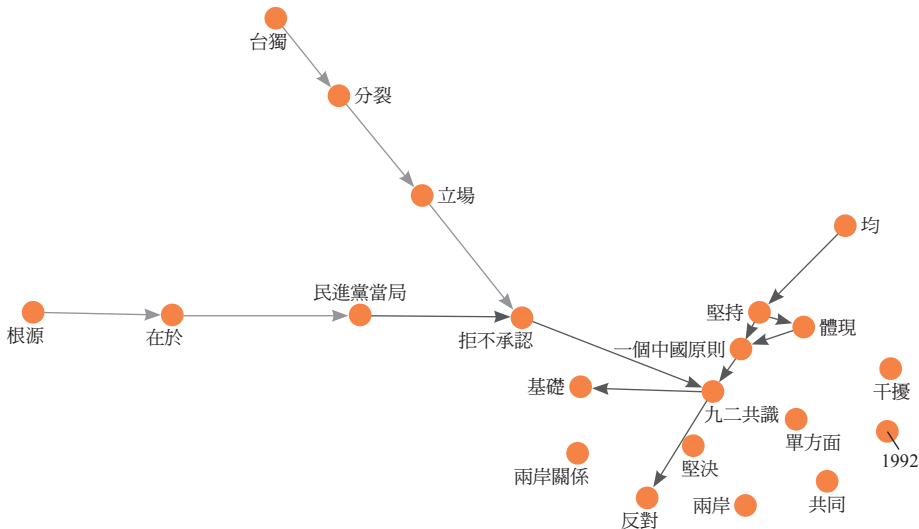 台獨
分裂
立場
均
民進黨當局
根源
在於
拒不承認
堅持
體現
一個中國原則
干擾
基礎
九二共識
單方面
1992
兩岸關係
堅決
反對
兩岸
共同